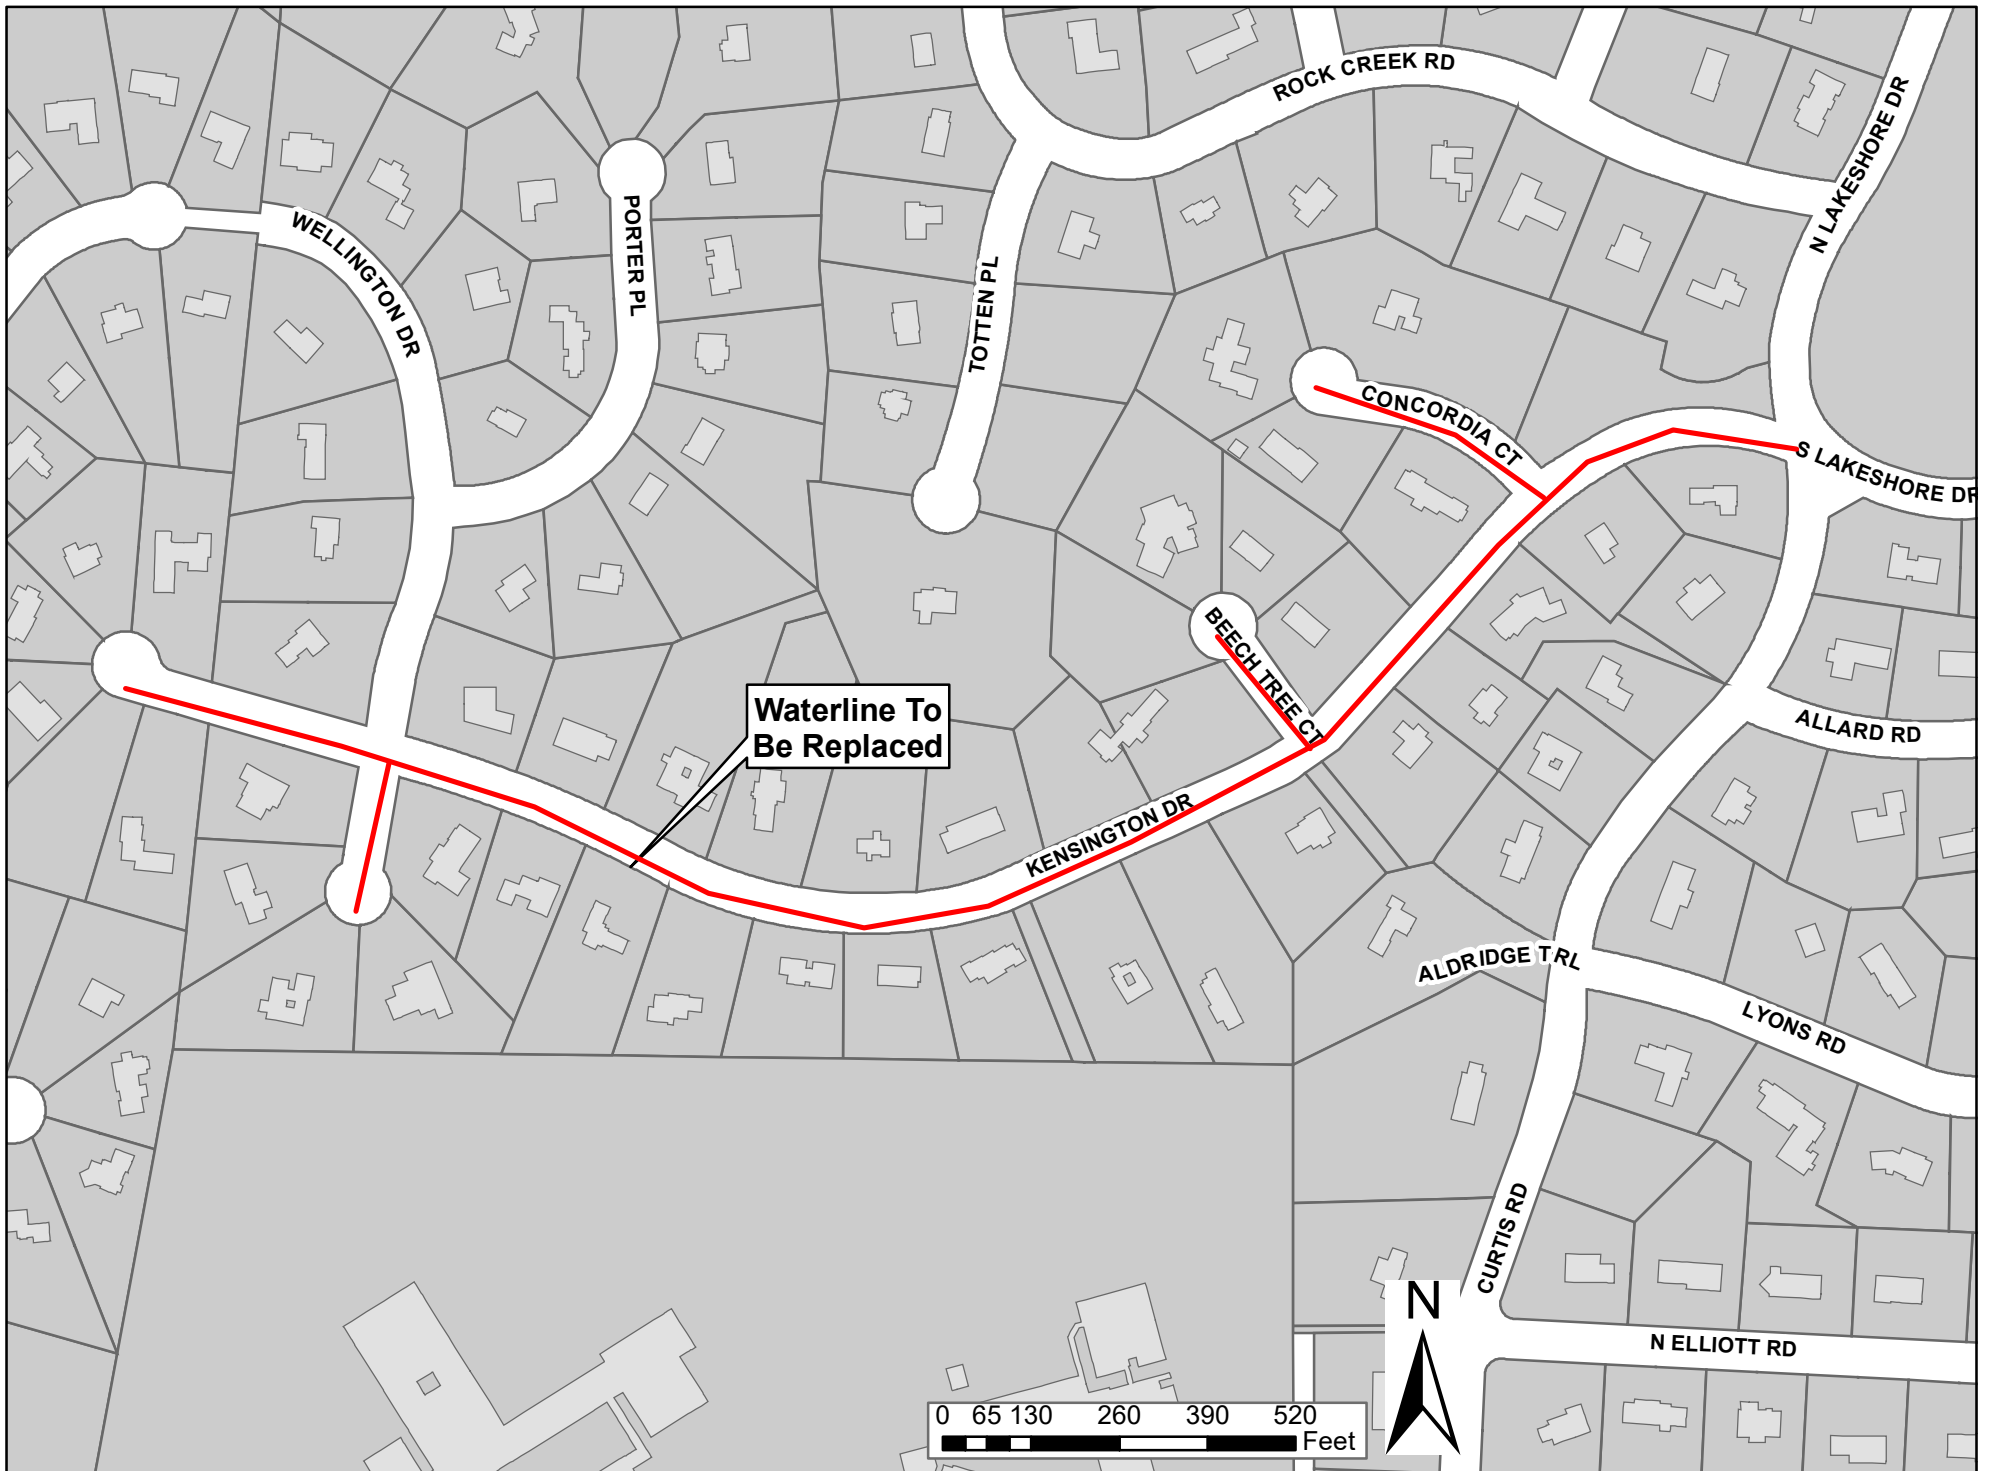 ROCK CREEK RD
N LAKESHORE DR
WELLINGTON DR
PORTER PL
TOTTEN PL
CONCORDIA CT
S LAKESHORE DR
BEECH TREE CT
Waterline To
Be Replaced
ALLARD RD
KENSINGTON DR
ALDRIDGE TRL
LYONS RD
CURTIS RD
N
N ELLIOTT RD
0 65 130 260 390 520
Feet